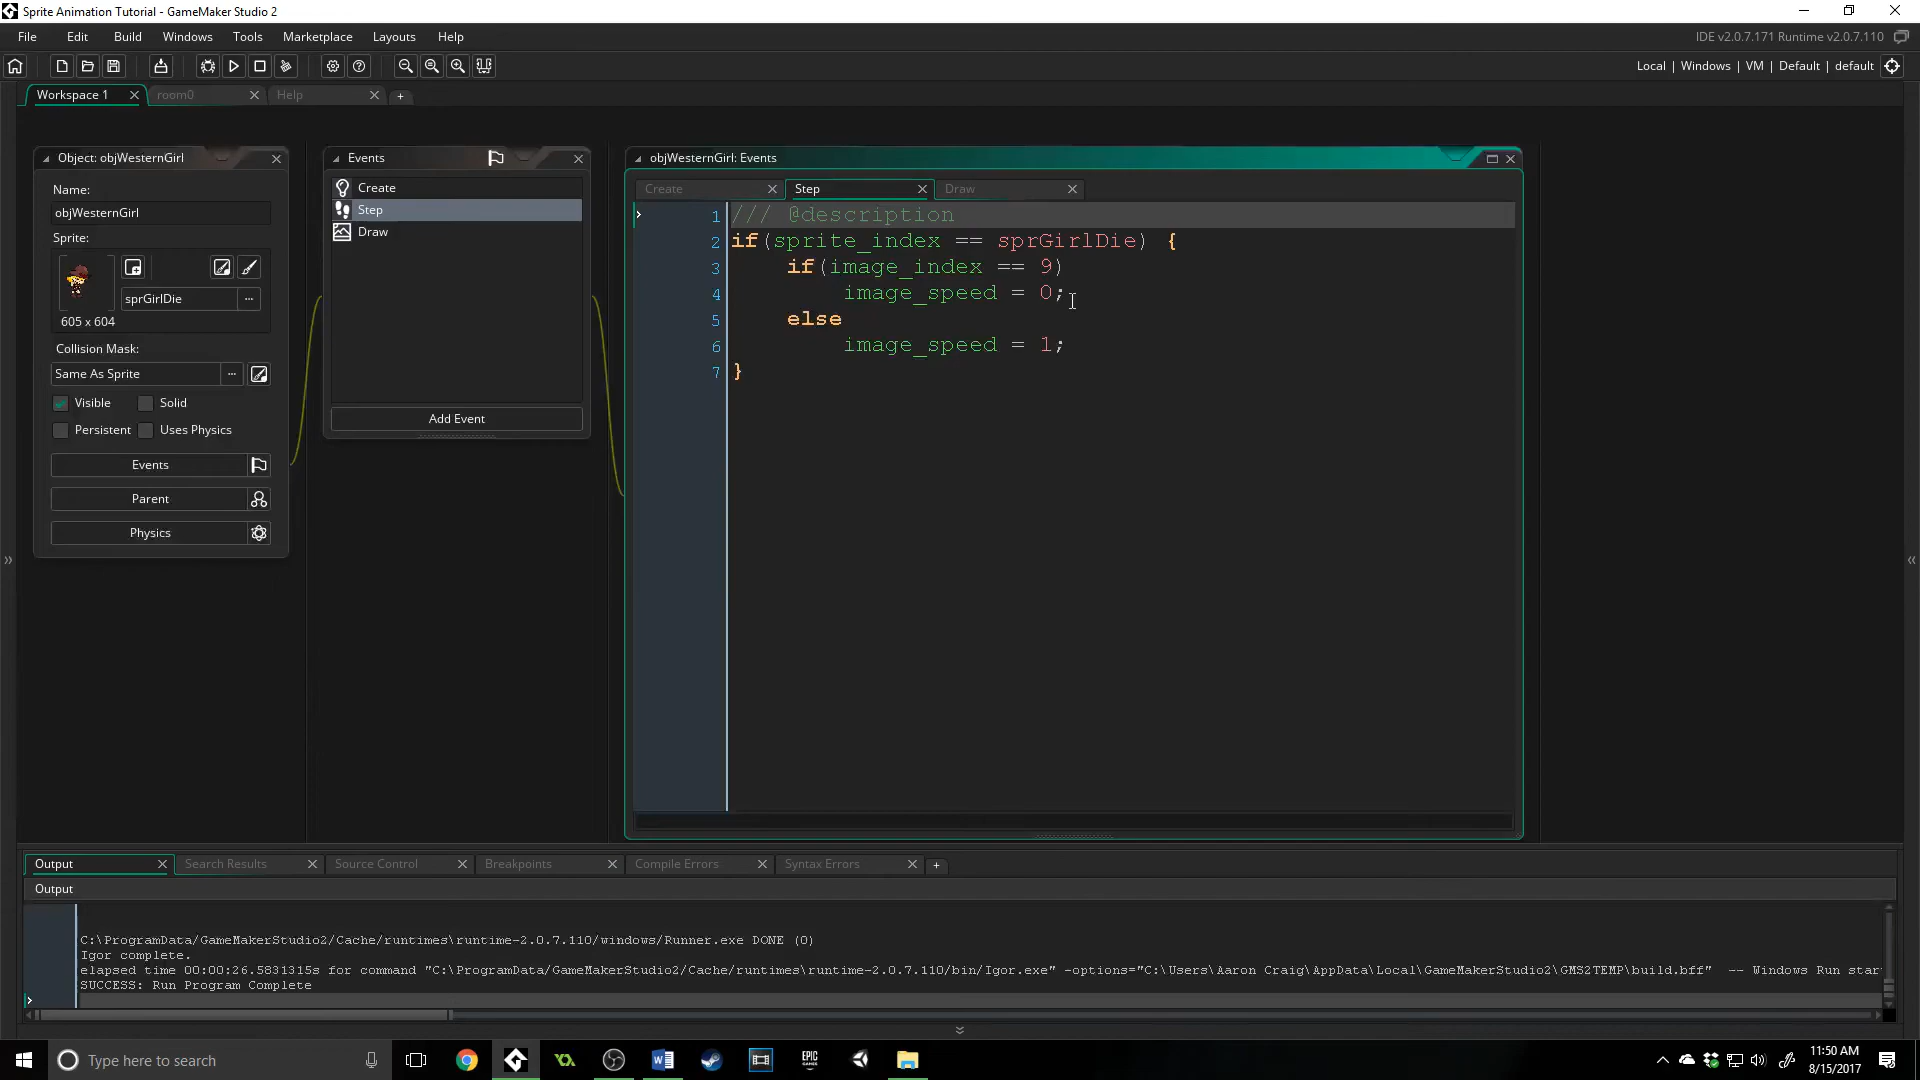 Sprite Animation Tutorial - GameMaker Studio 2
File Edit Build Windows Tools Marketplace Layouts Help
IDE v2.0.7.171 Runtime v2.0.7.110
Local | Windows | VM | Default | default
Workspace 1 room0 Help
Object: objWesternGirl
Name:
objWesternGirl
Sprite:
sprGirlDie
605 x 604
Collision Mask:
Same As Sprite
Visible Solid
Persistent Uses Physics
Events
Parent
Physics
Events
Create
Step
Draw
Add Event
objWesternGirl: Events
Create Step Draw
1 /// @description
2 if(sprite_index == sprGirlDie) {
3 if(image_index == 9)
4 image_speed = 0;
5 else
6 image_speed = 1;
7 }
Output Search Results Source Control Breakpoints Compile Errors Syntax Errors
Output
C:\ProgramData/GameMakerStudio2/Cache/runtimes\runtime-2.0.7.110/windows/Runner.exe DONE (0)
Igor complete.
elapsed time 00:00:26.5831315s for command "C:\ProgramData/GameMakerStudio2/Cache/runtimes\runtime-2.0.7.110/bin/Igor.exe" -options="C:\Users\Aaron Craig\AppData\Local\GameMakerStudio2\GMS2TEMP\build.bff" -- Windows Run star
SUCCESS: Run Program Complete
Type here to search
EPIC GAMES
11:50 AM
8/15/2017